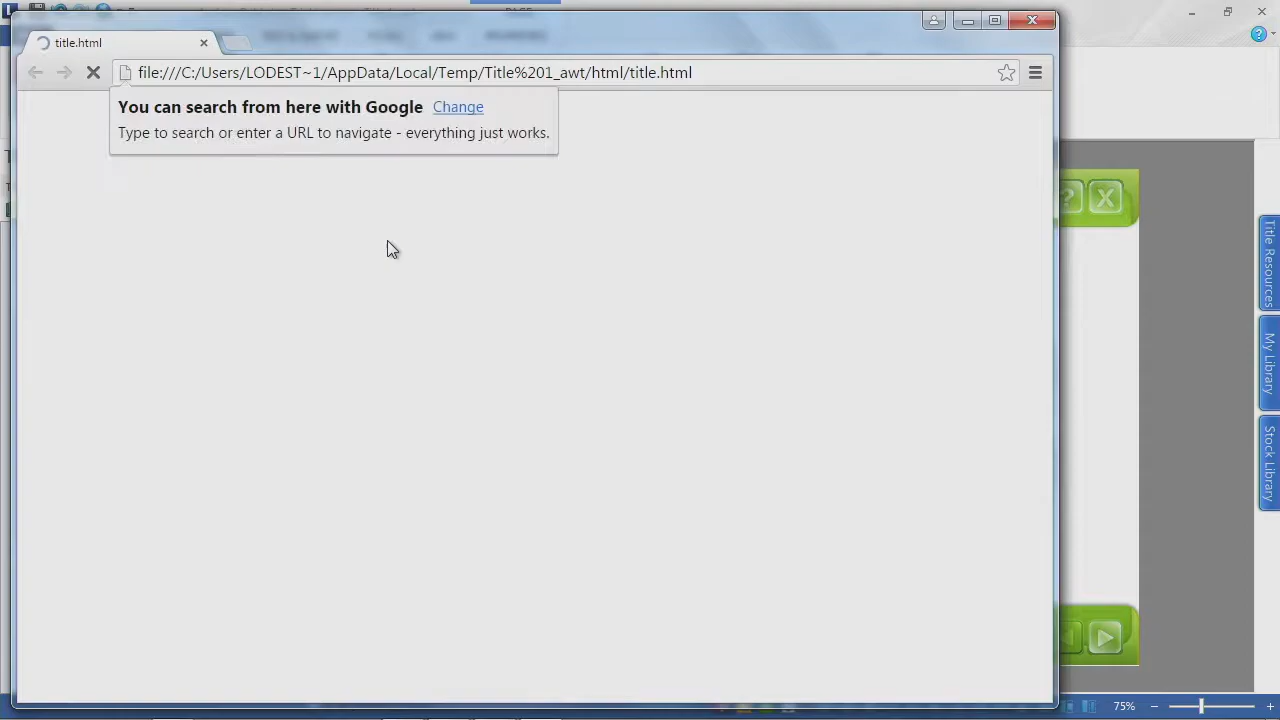 title.html
file:///C:/Users/LODEST~1/AppData/Local/Temp/Title%201_awt/html/title.html
You can search from here with Google Change
Type to search or enter a URL to navigate - everything just works.
Title Resources
My Library
Stock Library
75%